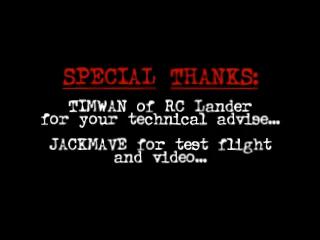 SPECIAL THANKS:
TIMWAN of RC Lander
for your technical advise...
JACKMAVE for test flight
and video...